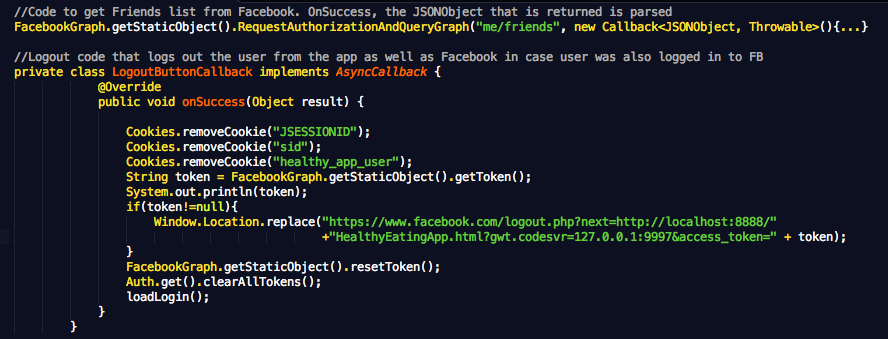 //Code to get Friends list from Facebook. OnSuccess, the JSONObject that is returned is parsed
FacebookGraph.getStaticObject().RequestAuthorizationAndQueryGraph("me/friends", new Callback<JSONObject, Throwable>(){...}
//Logout code that logs out the user from the app as well as Facebook in case user was also logged in to FB
private class LogoutButtonCallback implements AsyncCallback {
@Override
public void onSuccess(Object result) {
Cookies.removeCookie("JSESSIONID");
Cookies.removeCookie("sid");
Cookies.removeCookie("healthy_app_user");
String token = FacebookGraph.getStaticObject().getToken();
System.out.println(token);
if(token!=null){
Window.Location.replace("https://www.facebook.com/logout.php?next=http://localhost:8888/"
+"HealthyEatingApp.html?gwt.codesvr=127.0.0.1:9997&access_token=" + token);
}
FacebookGraph.getStaticObject().resetToken();
Auth.get().clearAllTokens();
loadLogin();
}
}